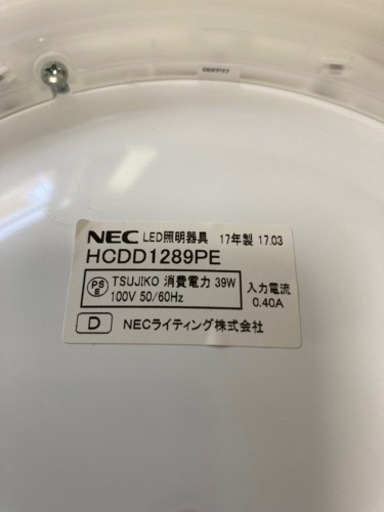 NEC LED照明器具 17年製 17.03
HCDD1289PE
PSE TSUJIKO 消費電力 39W 入力電流
100V 50/60Hz 0.40A
D NECライティング株式会社